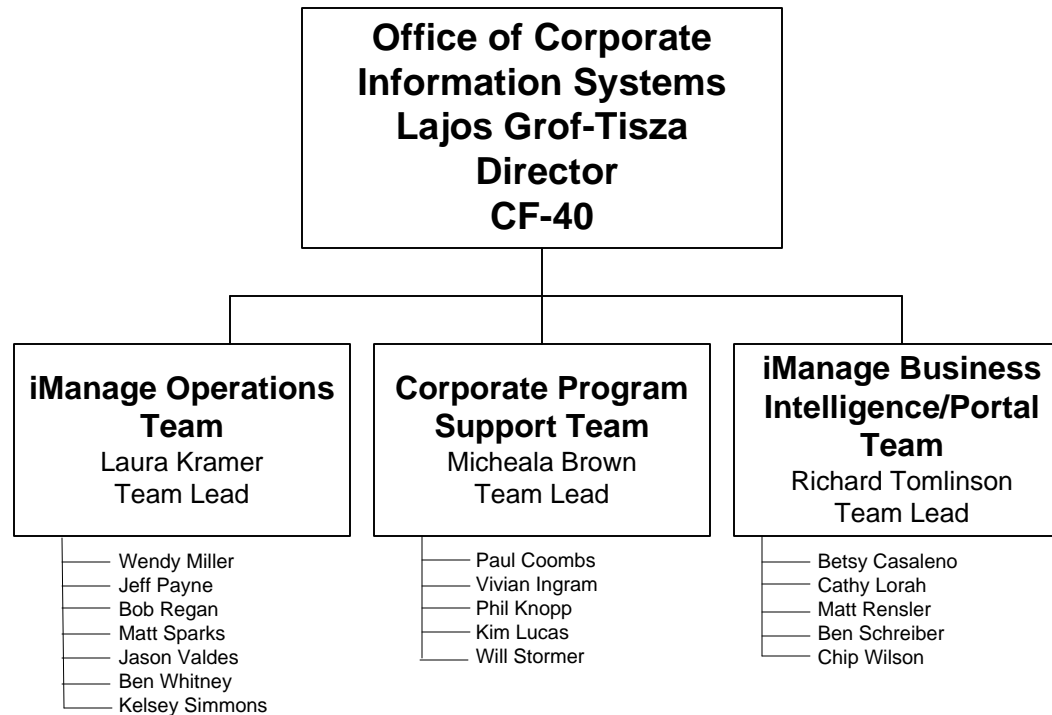 Office of Corporate
Information Systems
Lajos Grof-Tisza
Director
CF-40
iManage Operations
Team
Laura Kramer
Team Lead
Wendy Miller
Jeff Payne
Bob Regan
Matt Sparks
Jason Valdes
Ben Whitney
Kelsey Simmons
Corporate Program
Support Team
Micheala Brown
Team Lead
Paul Coombs
Vivian Ingram
Phil Knopp
Kim Lucas
Will Stormer
iManage Business
Intelligence/Portal
Team
Richard Tomlinson
Team Lead
Betsy Casaleno
Cathy Lorah
Matt Rensler
Ben Schreiber
Chip Wilson